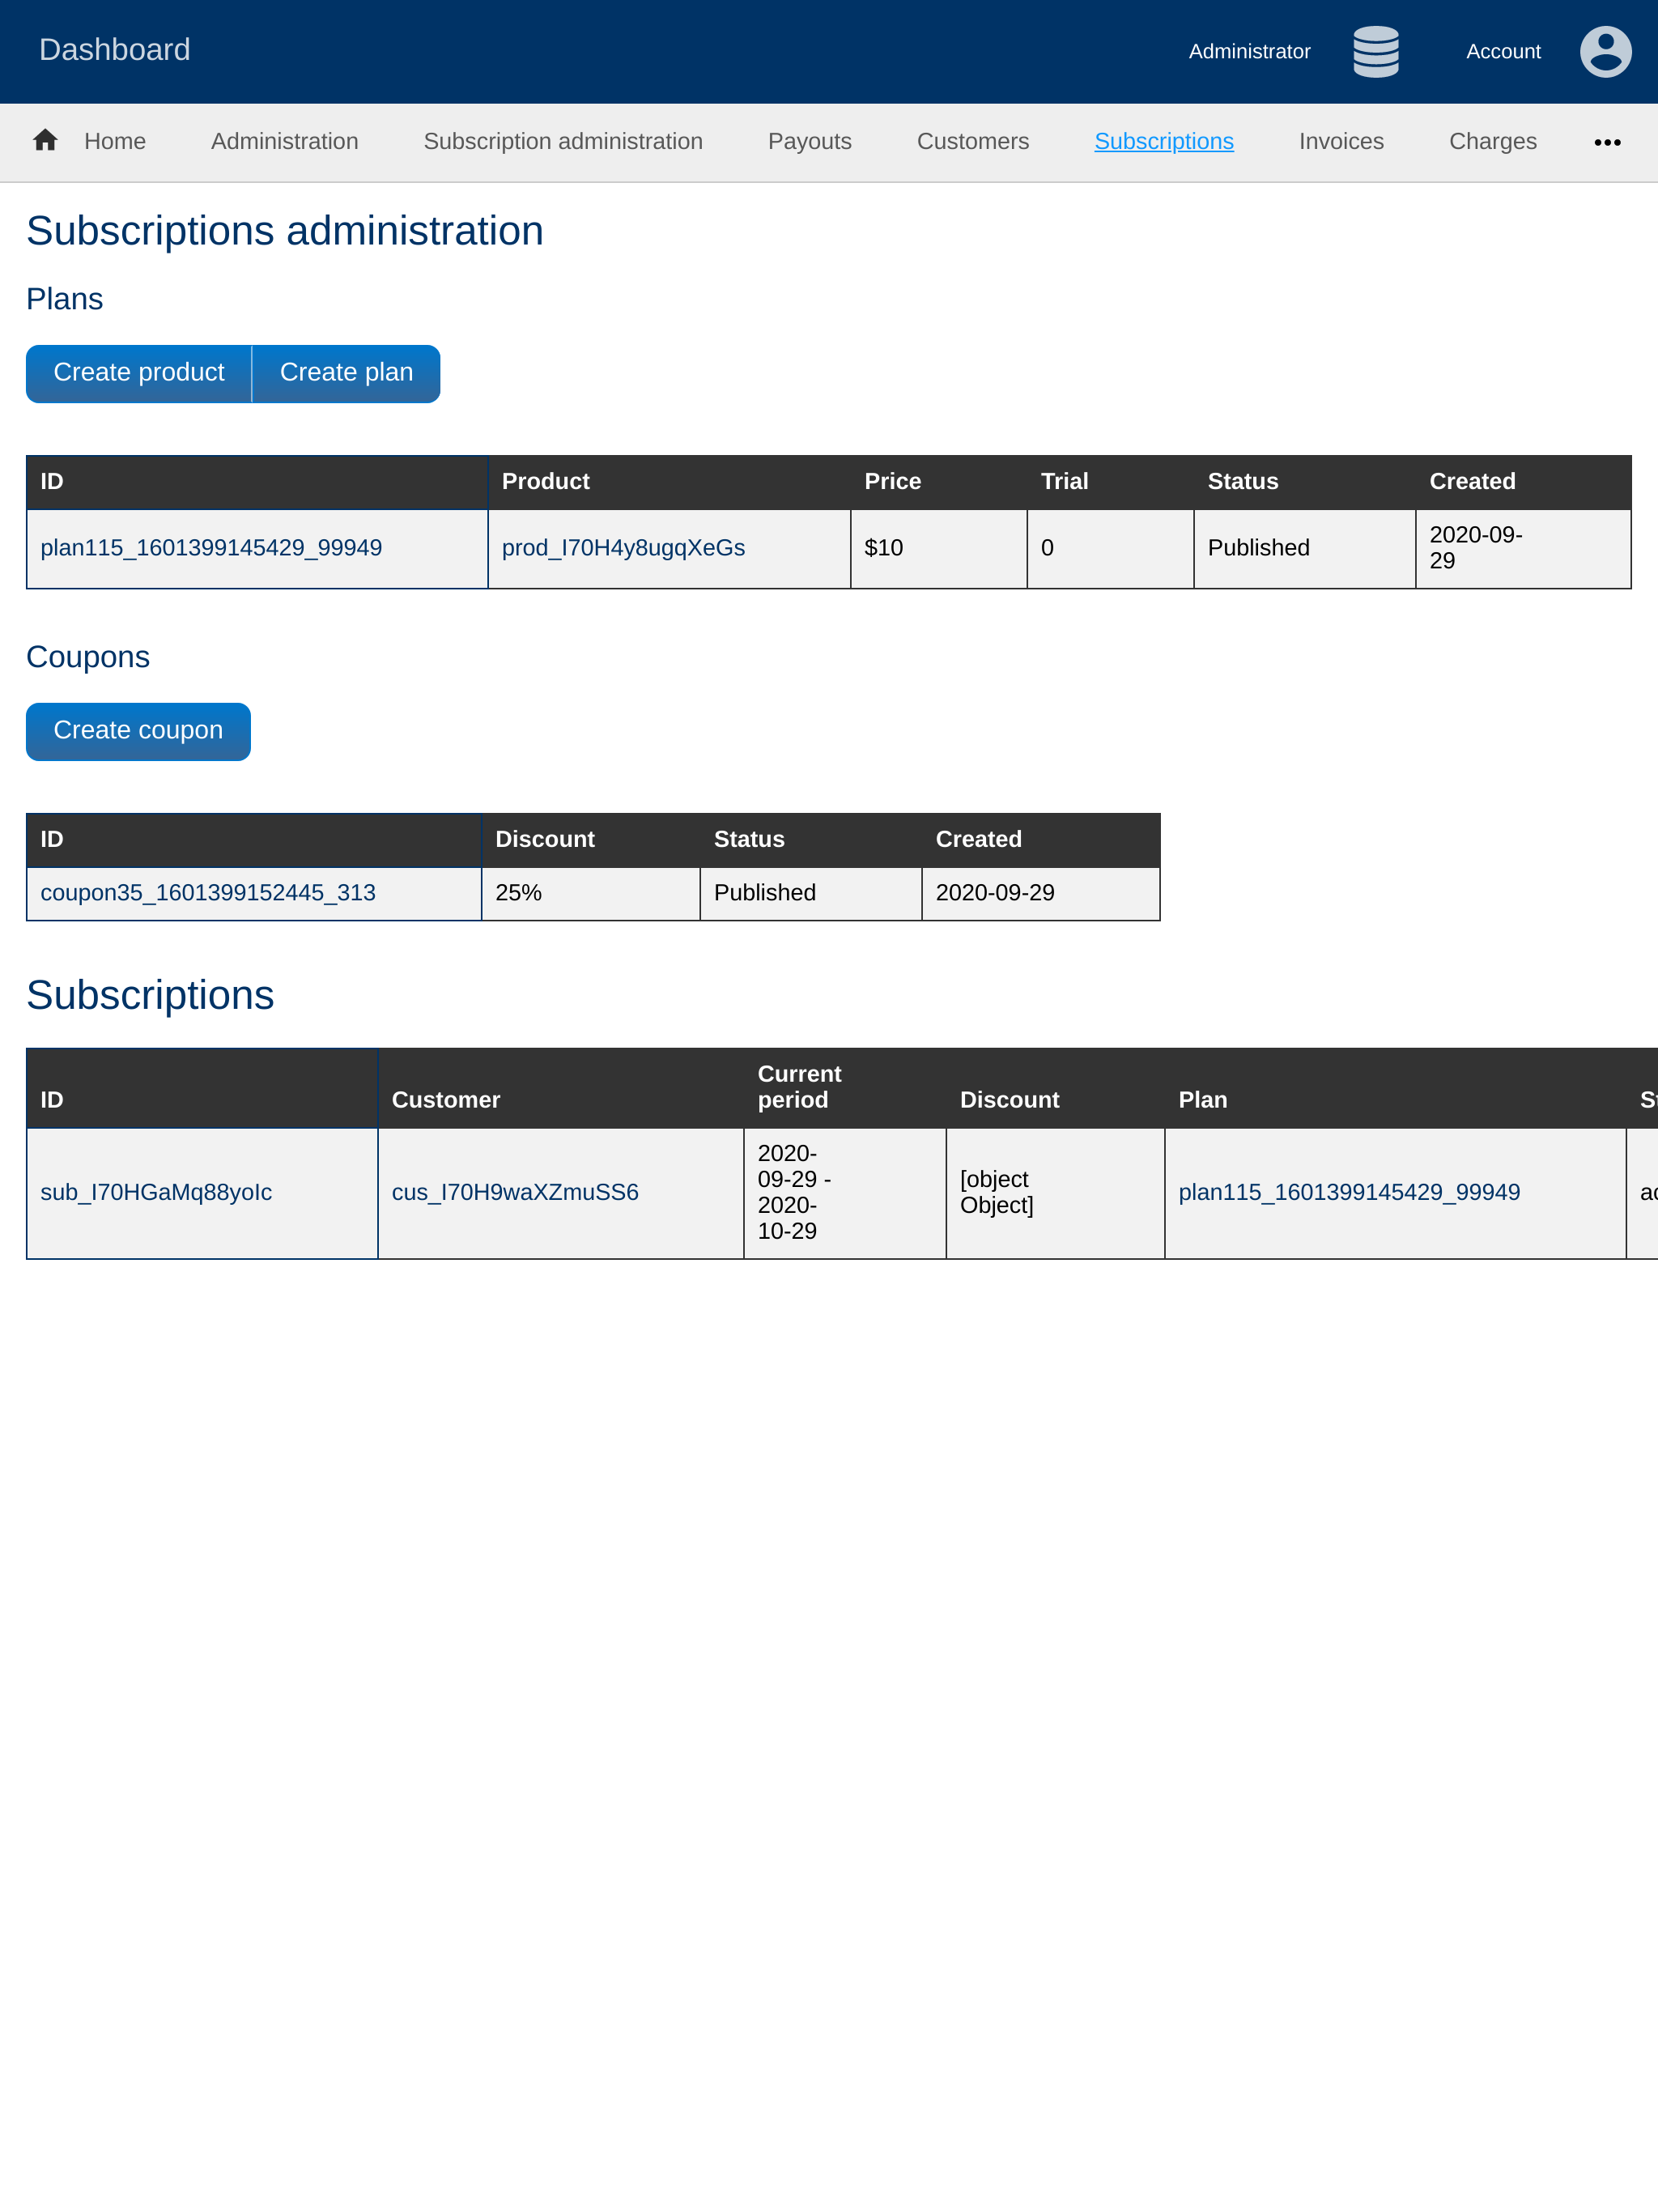 Dashboard
Administrator
Account
Home
Administration
Subscription administration
Payouts
Customers
Subscriptions
Invoices
Charges
Subscriptions administration
Plans
Create product
Create plan
ID Product Price Trial Status Created
plan115_1601399145429_99949 prod_I70H4y8ugqXeGs $10 0 Published 2020-09-
29
Coupons
Create coupon
ID Discount Status Created
coupon35_1601399152445_313 25% Published 2020-09-29
Subscriptions
ID Customer Current
period Discount Plan
sub_I70HGaMq88yoIc cus_I70H9waXZmuSS6 2020-
09-29 -
2020-
10-29 [object
Object] plan115_1601399145429_99949